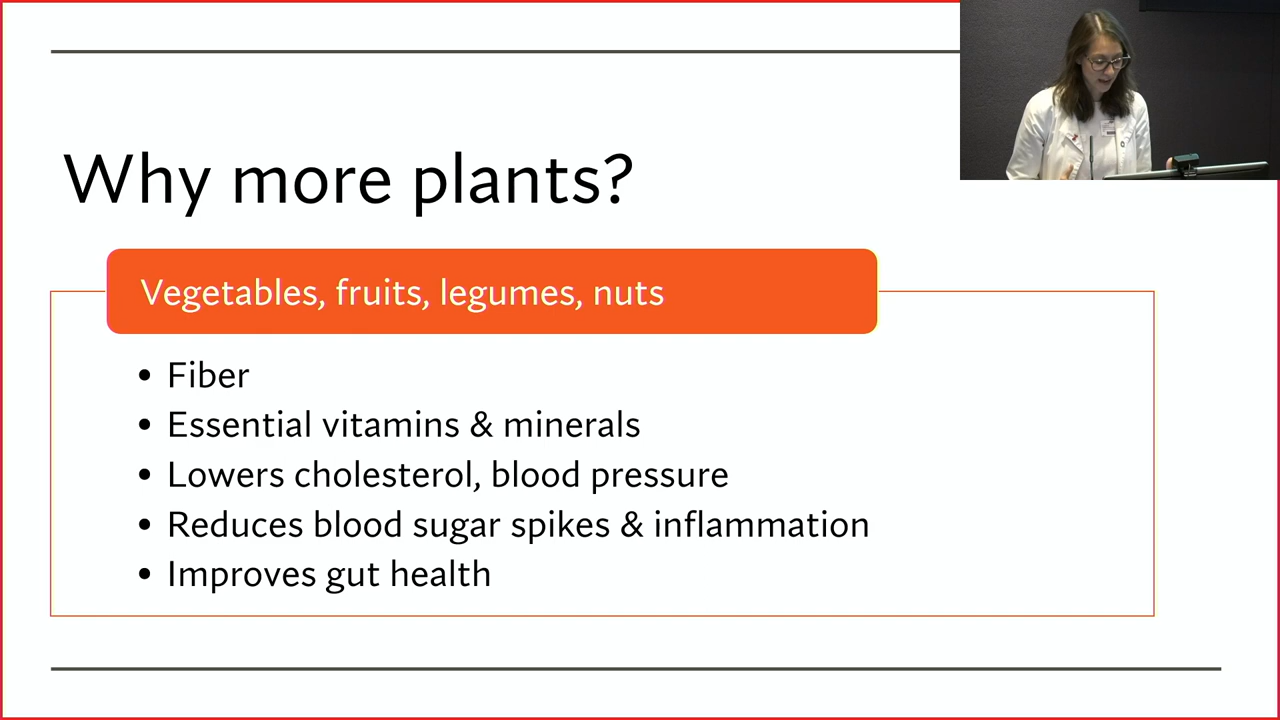 Why more plants?
Vegetables, fruits, legumes, nuts
• Fiber
• Essential vitamins & minerals
• Lowers cholesterol, blood pressure
• Reduces blood sugar spikes & inflammation
• Improves gut health